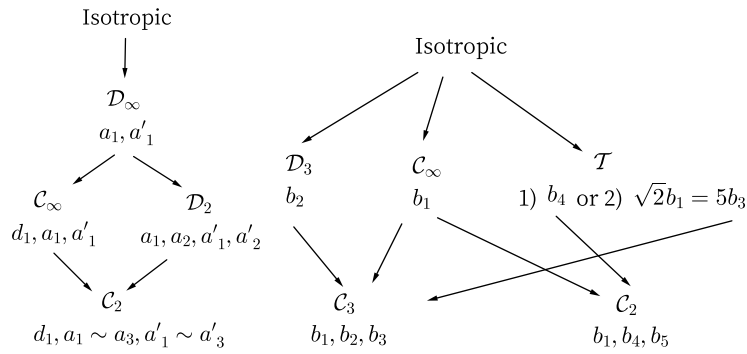 Isotropic
𝒟∞
a₁, a′₁
𝒞∞
d₁, a₁, a′₁
𝒟₂
a₁, a₂, a′₁, a′₂
𝒞₂
d₁, a₁ ∼ a₃, a′₁ ∼ a′₃
Isotropic
𝒟₃
b₂
𝒞∞
b₁
𝒯
1) b₄ or 2) √2b₁ = 5b₃
𝒞₃
b₁, b₂, b₃
𝒞₂
b₁, b₄, b₅